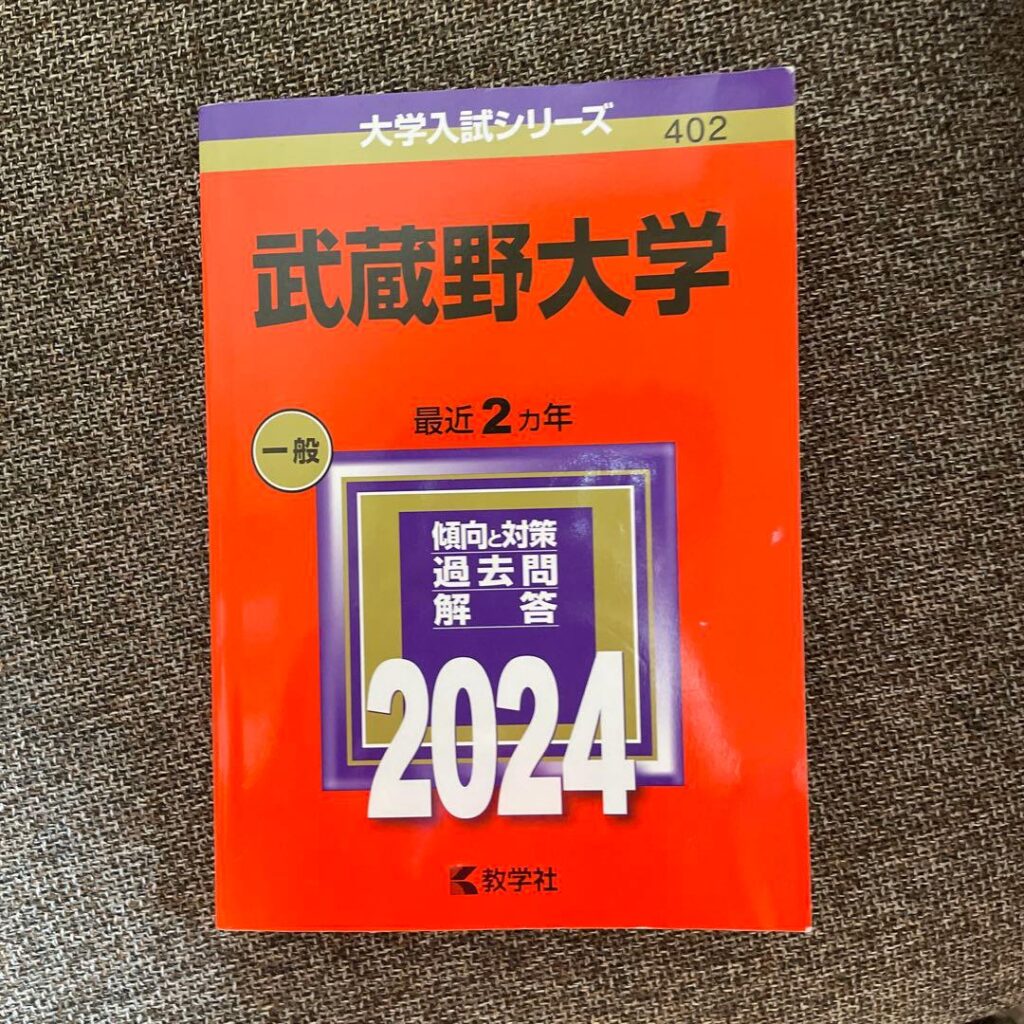 大学入試シリーズ 402
武蔵野大学
最近2カ年
一般
傾向と対策
過去問
解答
2024
教学社